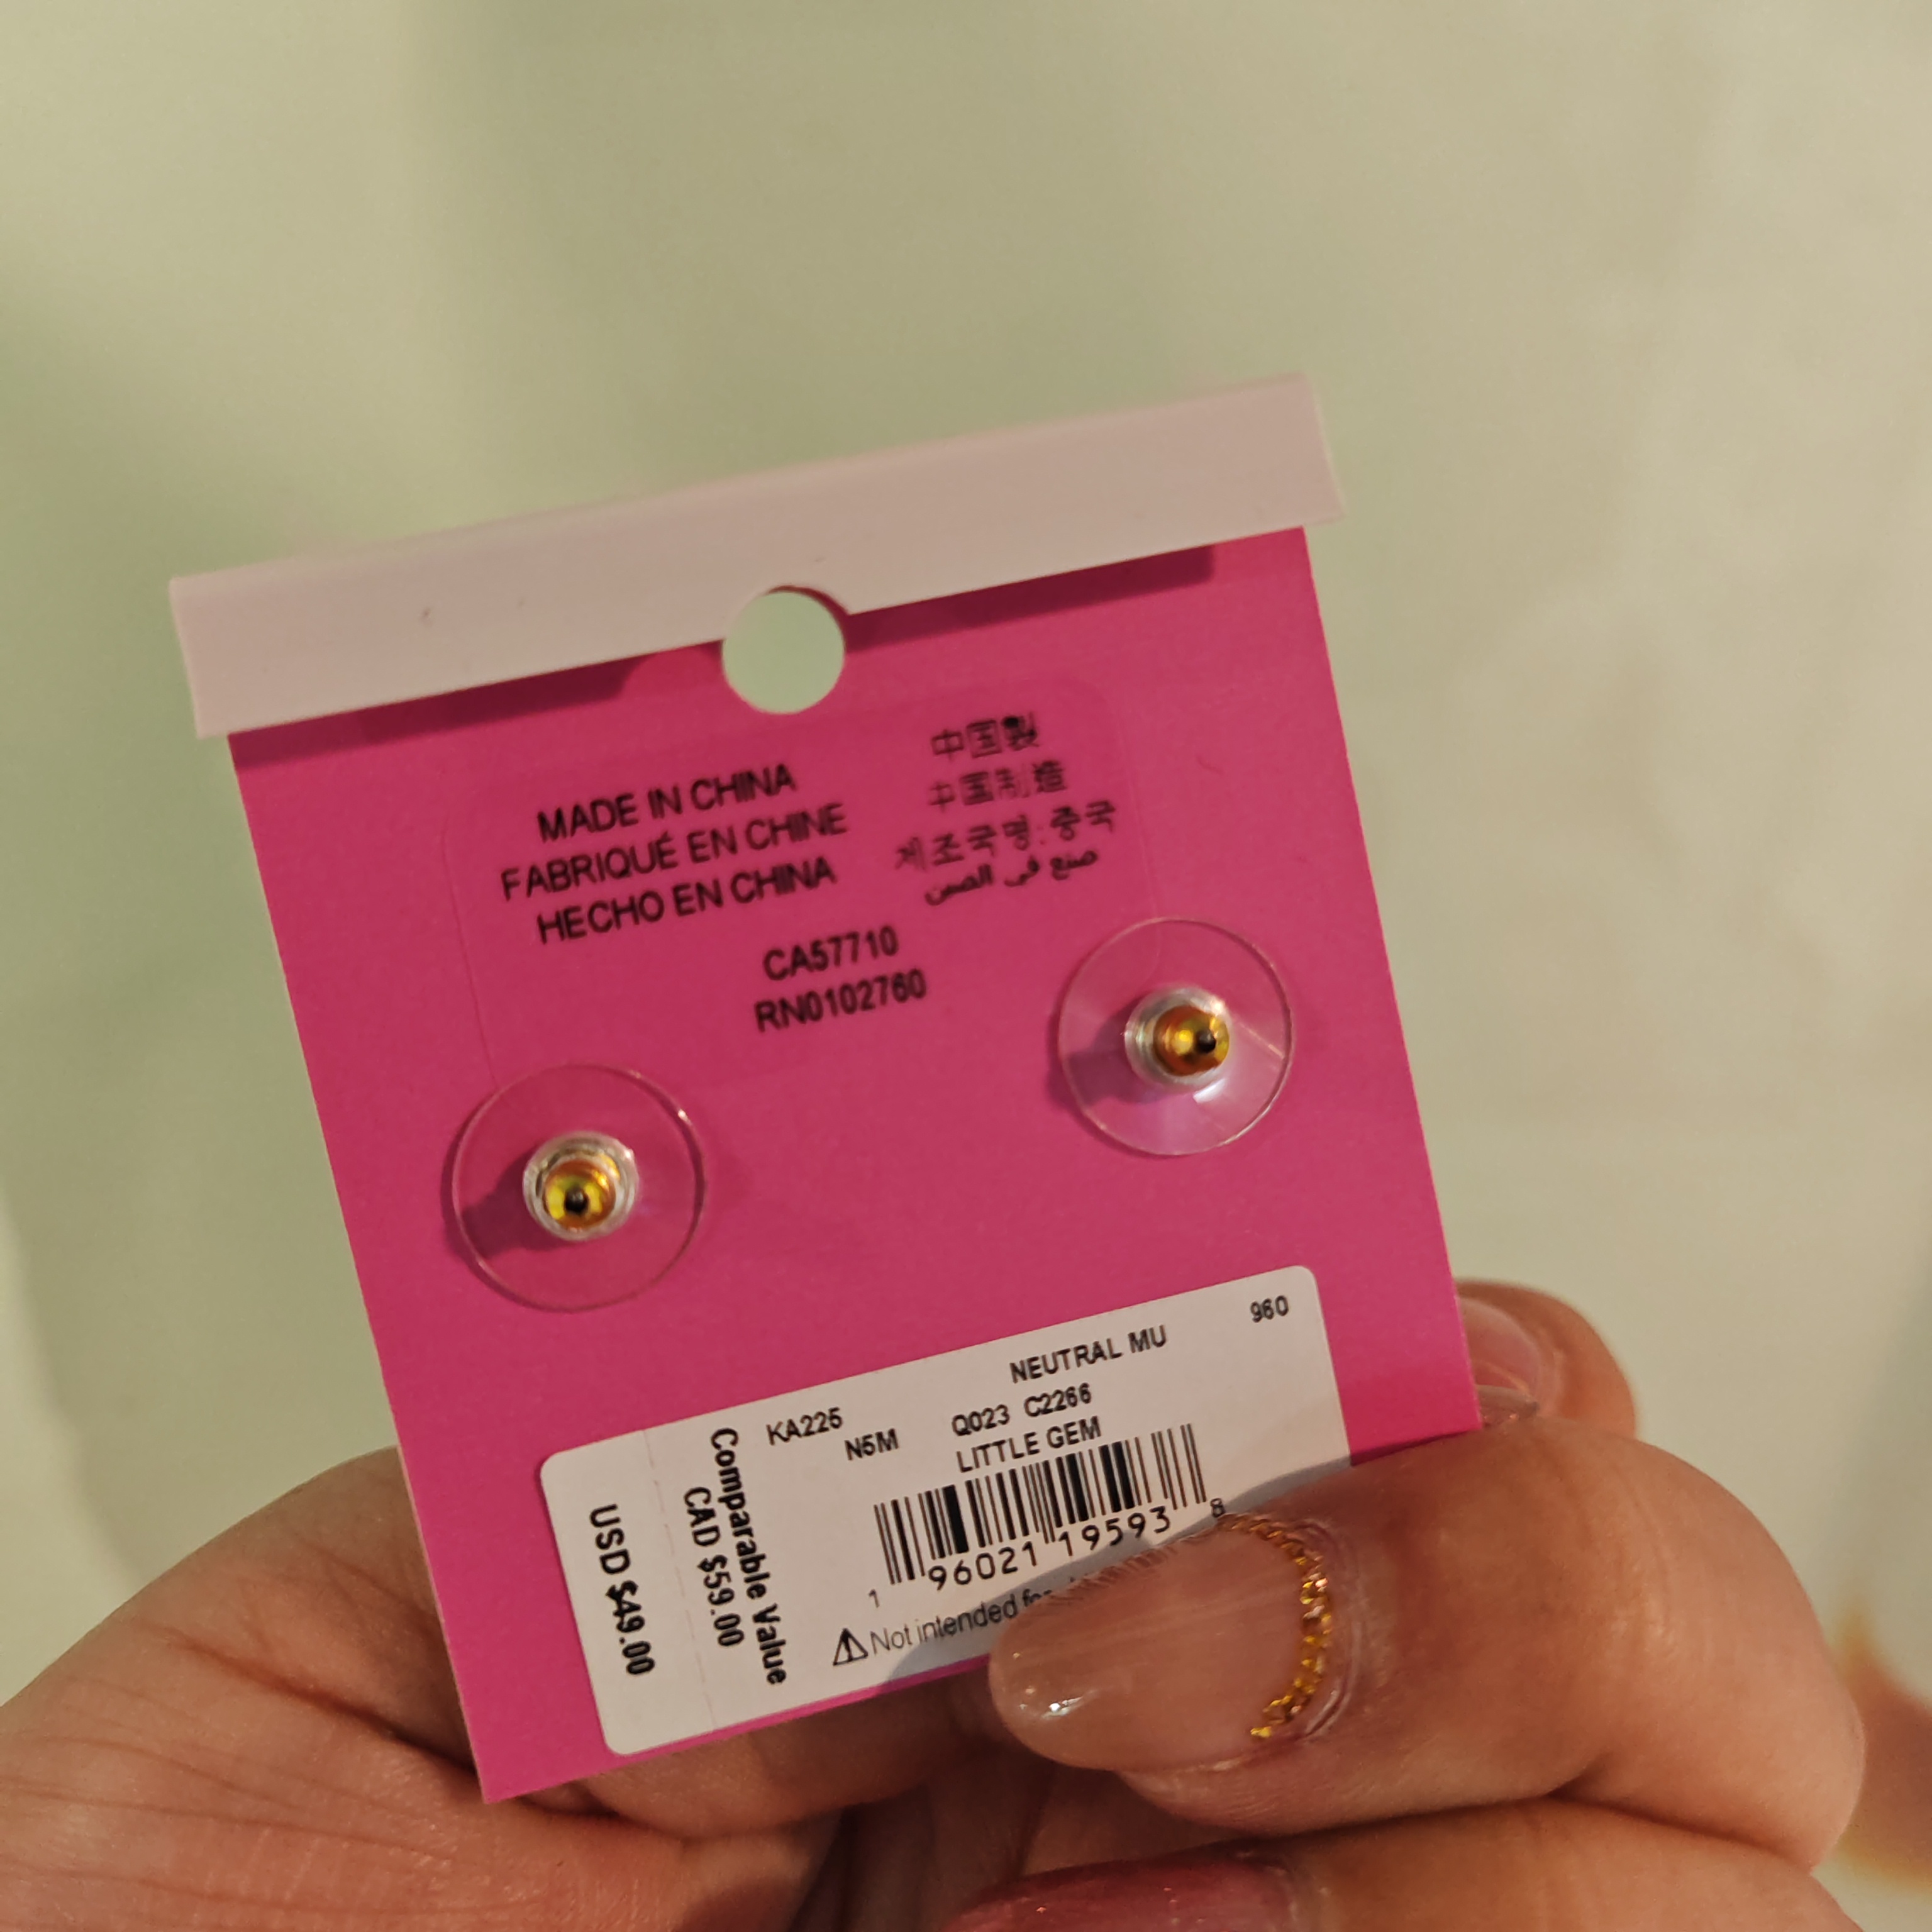 MADE IN CHINA
FABRIQUÉ EN CHINE
HECHO EN CHINA
中国製
中国制造
제조국명: 중국
صنع في الصين
CA57710
RN0102760
960
NEUTRAL MU
KA225
N5M
Q023 C2266
LITTLE GEM
1 96021 19593 8
Not intended
Comparable Value
CAD $59.00
USD $49.00